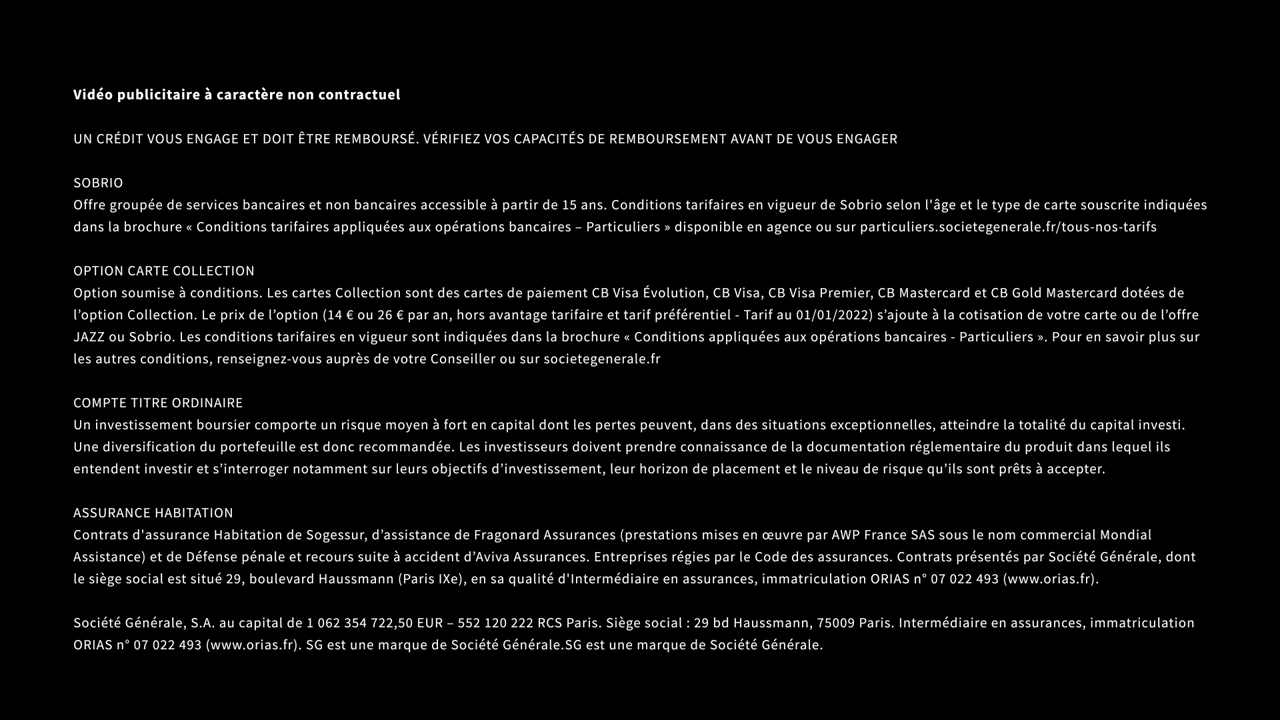 Vidéo publicitaire à caractère non contractuel
UN CRÉDIT VOUS ENGAGE ET DOIT ÊTRE REMBOURSÉ. VÉRIFIEZ VOS CAPACITÉS DE REMBOURSEMENT AVANT DE VOUS ENGAGER
SOBRIO
Offre groupée de services bancaires et non bancaires accessible à partir de 15 ans. Conditions tarifaires en vigueur de Sobrio selon l'âge et le type de carte souscrite indiquées
dans la brochure « Conditions tarifaires appliquées aux opérations bancaires – Particuliers » disponible en agence ou sur particuliers.societegenerale.fr/tous-nos-tarifs
OPTION CARTE COLLECTION
Option soumise à conditions. Les cartes Collection sont des cartes de paiement CB Visa Évolution, CB Visa, CB Visa Premier, CB Mastercard et CB Gold Mastercard dotées de
l’option Collection. Le prix de l’option (14 € ou 26 € par an, hors avantage tarifaire et tarif préférentiel - Tarif au 01/01/2022) s’ajoute à la cotisation de votre carte ou de l’offre
JAZZ ou Sobrio. Les conditions tarifaires en vigueur sont indiquées dans la brochure « Conditions appliquées aux opérations bancaires - Particuliers ». Pour en savoir plus sur
les autres conditions, renseignez-vous auprès de votre Conseiller ou sur societegenerale.fr
COMPTE TITRE ORDINAIRE
Un investissement boursier comporte un risque moyen à fort en capital dont les pertes peuvent, dans des situations exceptionnelles, atteindre la totalité du capital investi.
Une diversification du portefeuille est donc recommandée. Les investisseurs doivent prendre connaissance de la documentation réglementaire du produit dans lequel ils
entendent investir et s’interroger notamment sur leurs objectifs d’investissement, leur horizon de placement et le niveau de risque qu’ils sont prêts à accepter.
ASSURANCE HABITATION
Contrats d'assurance Habitation de Sogessur, d’assistance de Fragonard Assurances (prestations mises en œuvre par AWP France SAS sous le nom commercial Mondial
Assistance) et de Défense pénale et recours suite à accident d’Aviva Assurances. Entreprises régies par le Code des assurances. Contrats présentés par Société Générale, dont
le siège social est situé 29, boulevard Haussmann (Paris IXe), en sa qualité d'Intermédiaire en assurances, immatriculation ORIAS n° 07 022 493 (www.orias.fr).
Société Générale, S.A. au capital de 1 062 354 722,50 EUR – 552 120 222 RCS Paris. Siège social : 29 bd Haussmann, 75009 Paris. Intermédiaire en assurances, immatriculation
ORIAS n° 07 022 493 (www.orias.fr). SG est une marque de Société Générale.SG est une marque de Société Générale.